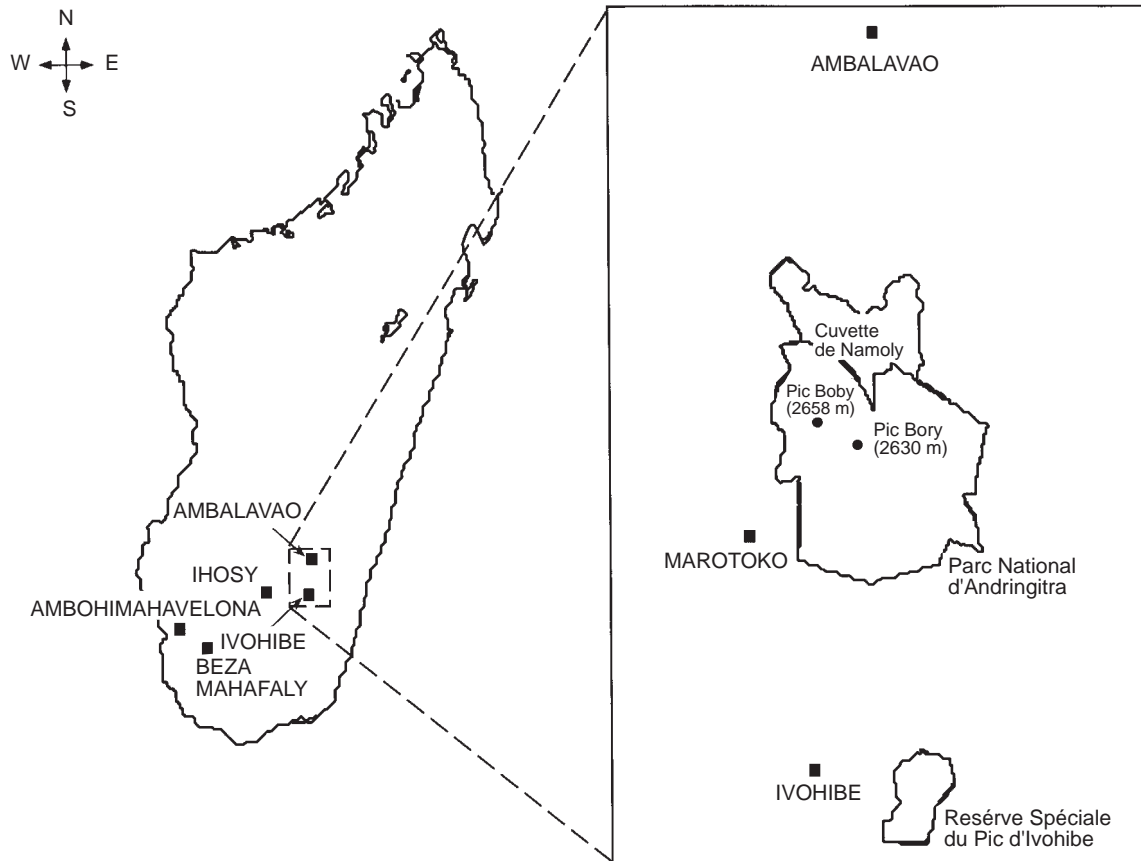 N
W
E
S
AMBALAVAO
IHOSY
AMBOHIMAHAVELONA
IVOHIBE
BEZA
MAHAFALY
AMBALAVAO
Cuvette
de Namoly
Pic Boby
(2658 m)
Pic Bory
(2630 m)
MAROTOKO
Parc National
d'Andringitra
IVOHIBE
Resérve Spéciale
du Pic d'Ivohibe